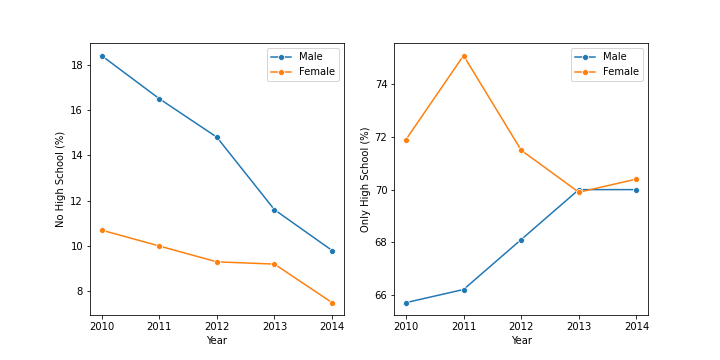 No High School (%)
18
16
14
12
10
8
2010 2011 2012 2013 2014
Year
Male
Female
Only High School (%)
74
72
70
68
66
2010 2011 2012 2013 2014
Year
Male
Female